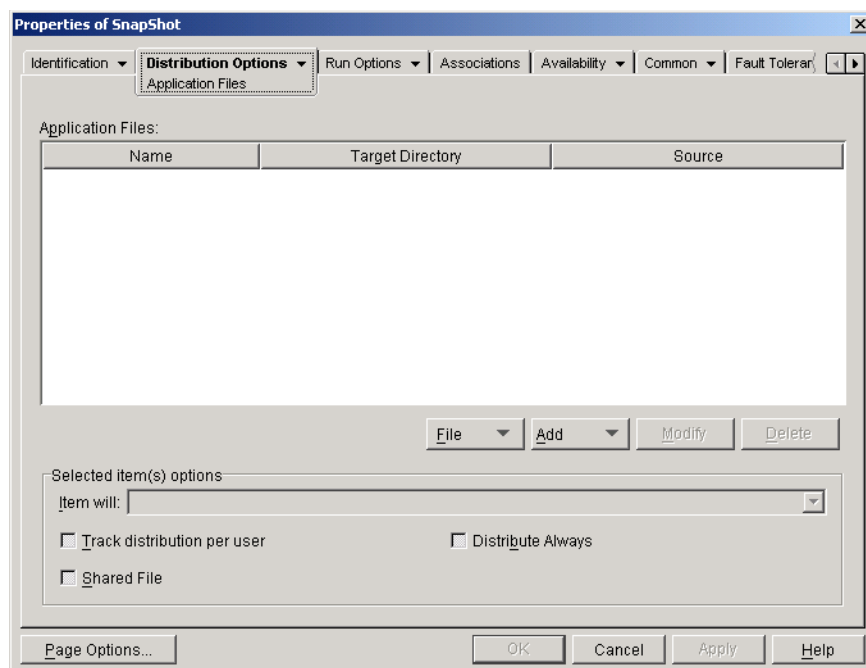 Properties of SnapShot
Identification
Distribution Options
Run Options
Associations
Availability
Common
Fault Toleran
Application Files
Application Files:
Name
Target Directory
Source
File
Add
Modify
Delete
Selected item(s) options
Item will:
Track distribution per user
Distribute Always
Shared File
Page Options...
OK
Cancel
Apply
Help